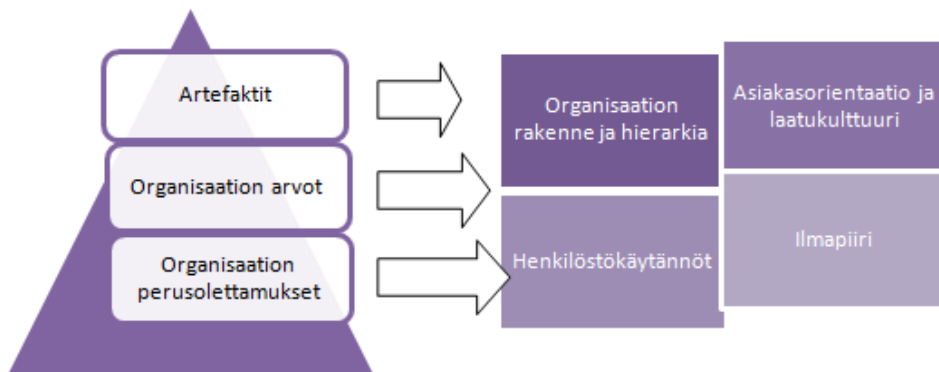 Artefaktit
Organisaation arvot
Organisaation
perusolettamukset
Organisaation
rakenne ja hierarkia
Asiakasorientaatio ja
laatukulttuuri
Henkilöstökäytännöt
Ilmapiiri